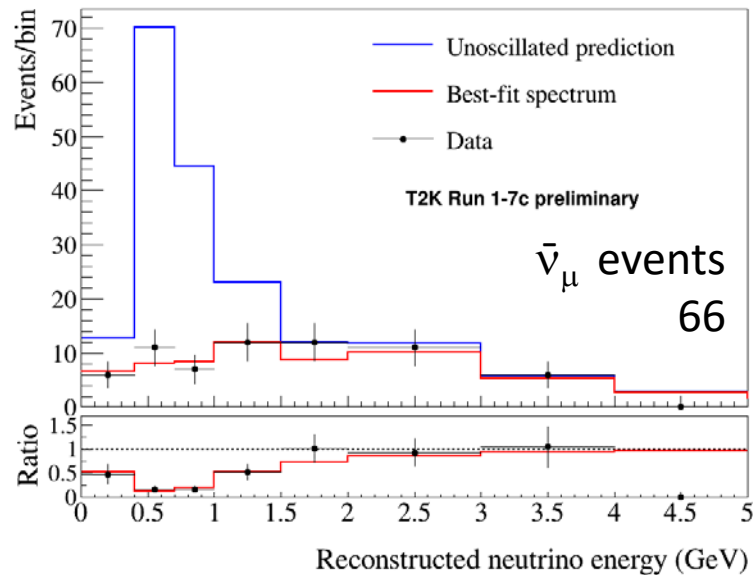 Events/bin
70
60
50
40
30
20
10
0
Unoscillated prediction
Best-fit spectrum
Data
T2K Run 1-7c preliminary
ν̄μ events
66
Ratio
1.5
1
0.5
0
0 0.5 1 1.5 2 2.5 3 3.5 4 4.5 5
Reconstructed neutrino energy (GeV)